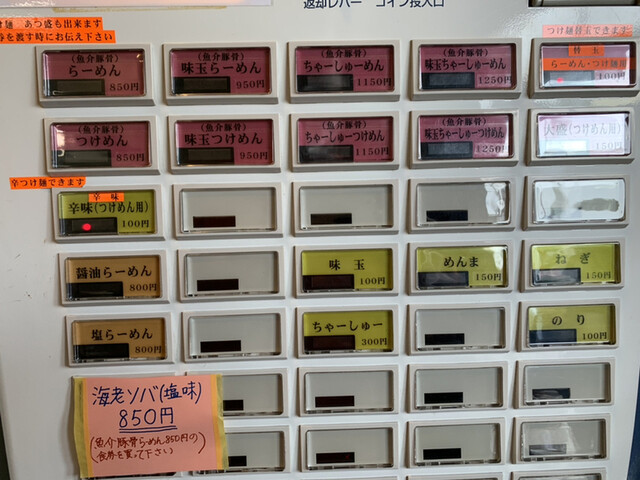 返却レバー コイン投入口
け麺 あつ盛も出来ます
券を渡す時にお伝え下さい
つけ麺替玉できます
(魚介豚骨)
らーめん
850円
(魚介豚骨)
味玉らーめん
950円
(魚介豚骨)
ちゃーしゅーめん
1150円
(魚介豚骨)
味玉ちゃーしゅーめん
1250円
替玉
らーめん・つけ麺用
100円
(魚介豚骨)
つけめん
850円
(魚介豚骨)
味玉つけめん
950円
(魚介豚骨)
ちゃーしゅーつけめん
1150円
(魚介豚骨)
味玉ちゃーしゅーつけめん
1250円
大盛(つけめん用)
150円
辛つけ麺できます
辛味
辛味(つけめん用)
100円
醤油らーめん
800円
味玉
100円
めんま
150円
ねぎ
150円
塩らーめん
800円
ちゃーしゅー
300円
のり
100円
海老ソバ(塩味)
850円
(魚介豚骨らーめん850円の
食券を買って下さい)